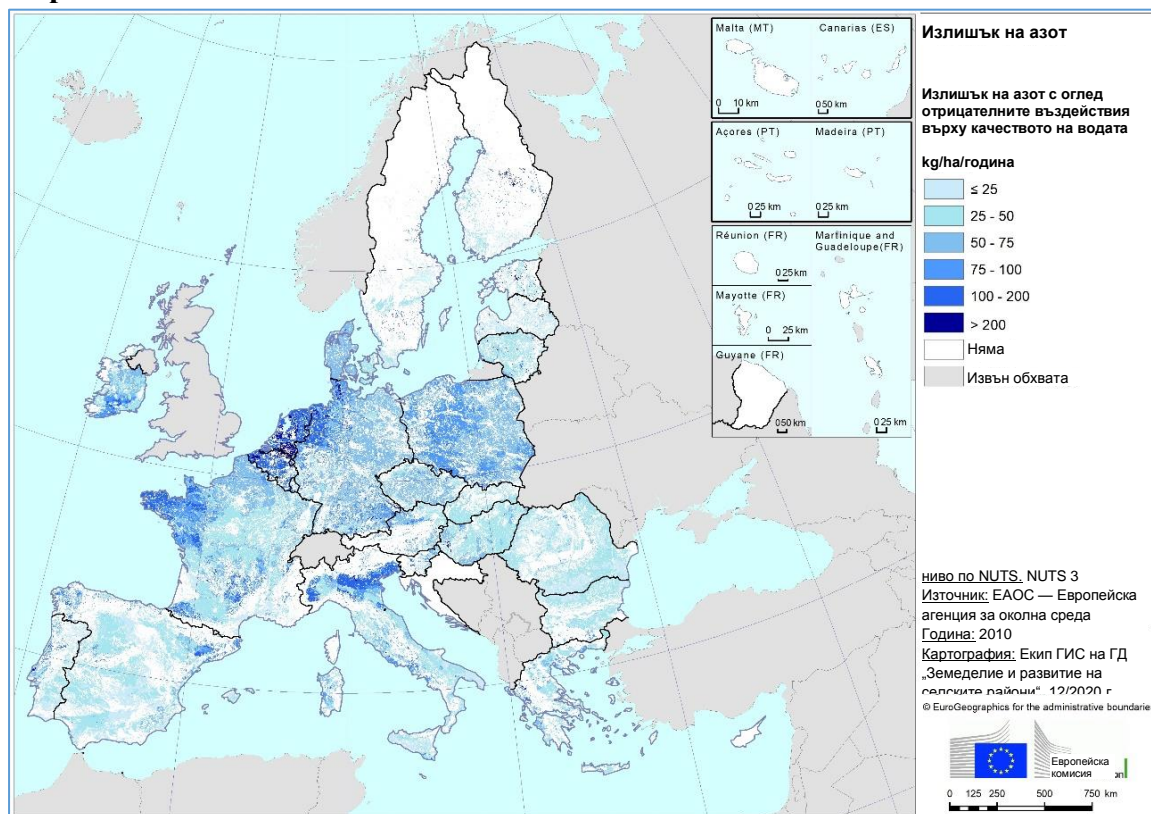 Malta (MT)
Canarias (ES)
0 10 km
0 50 km
Açores (PT)
Madeira (PT)
0 25 km
0 25 km
Réunion (FR)
Martinique and
Guadeloupe(FR)
0 25 km
Mayotte (FR)
0 25 km
Guyane (FR)
0 50 km
0 25 km
Излишък на азот
Излишък на азот с оглед
отрицателните въздействия
върху качеството на водата
kg/ha/година
≤ 25
25 - 50
50 - 75
75 - 100
100 - 200
> 200
Няма
Извън обхвата
ниво по NUTS. NUTS 3
Източник: ЕАОС — Европейска
агенция за околна среда
Година: 2010
Картография: Екип ГИС на ГД
„Земеделие и развитие на
селските райони“, 12/2020 г.
© EuroGeographics for the administrative boundaries
Европейска
комисия
0 125 250 500 750 km